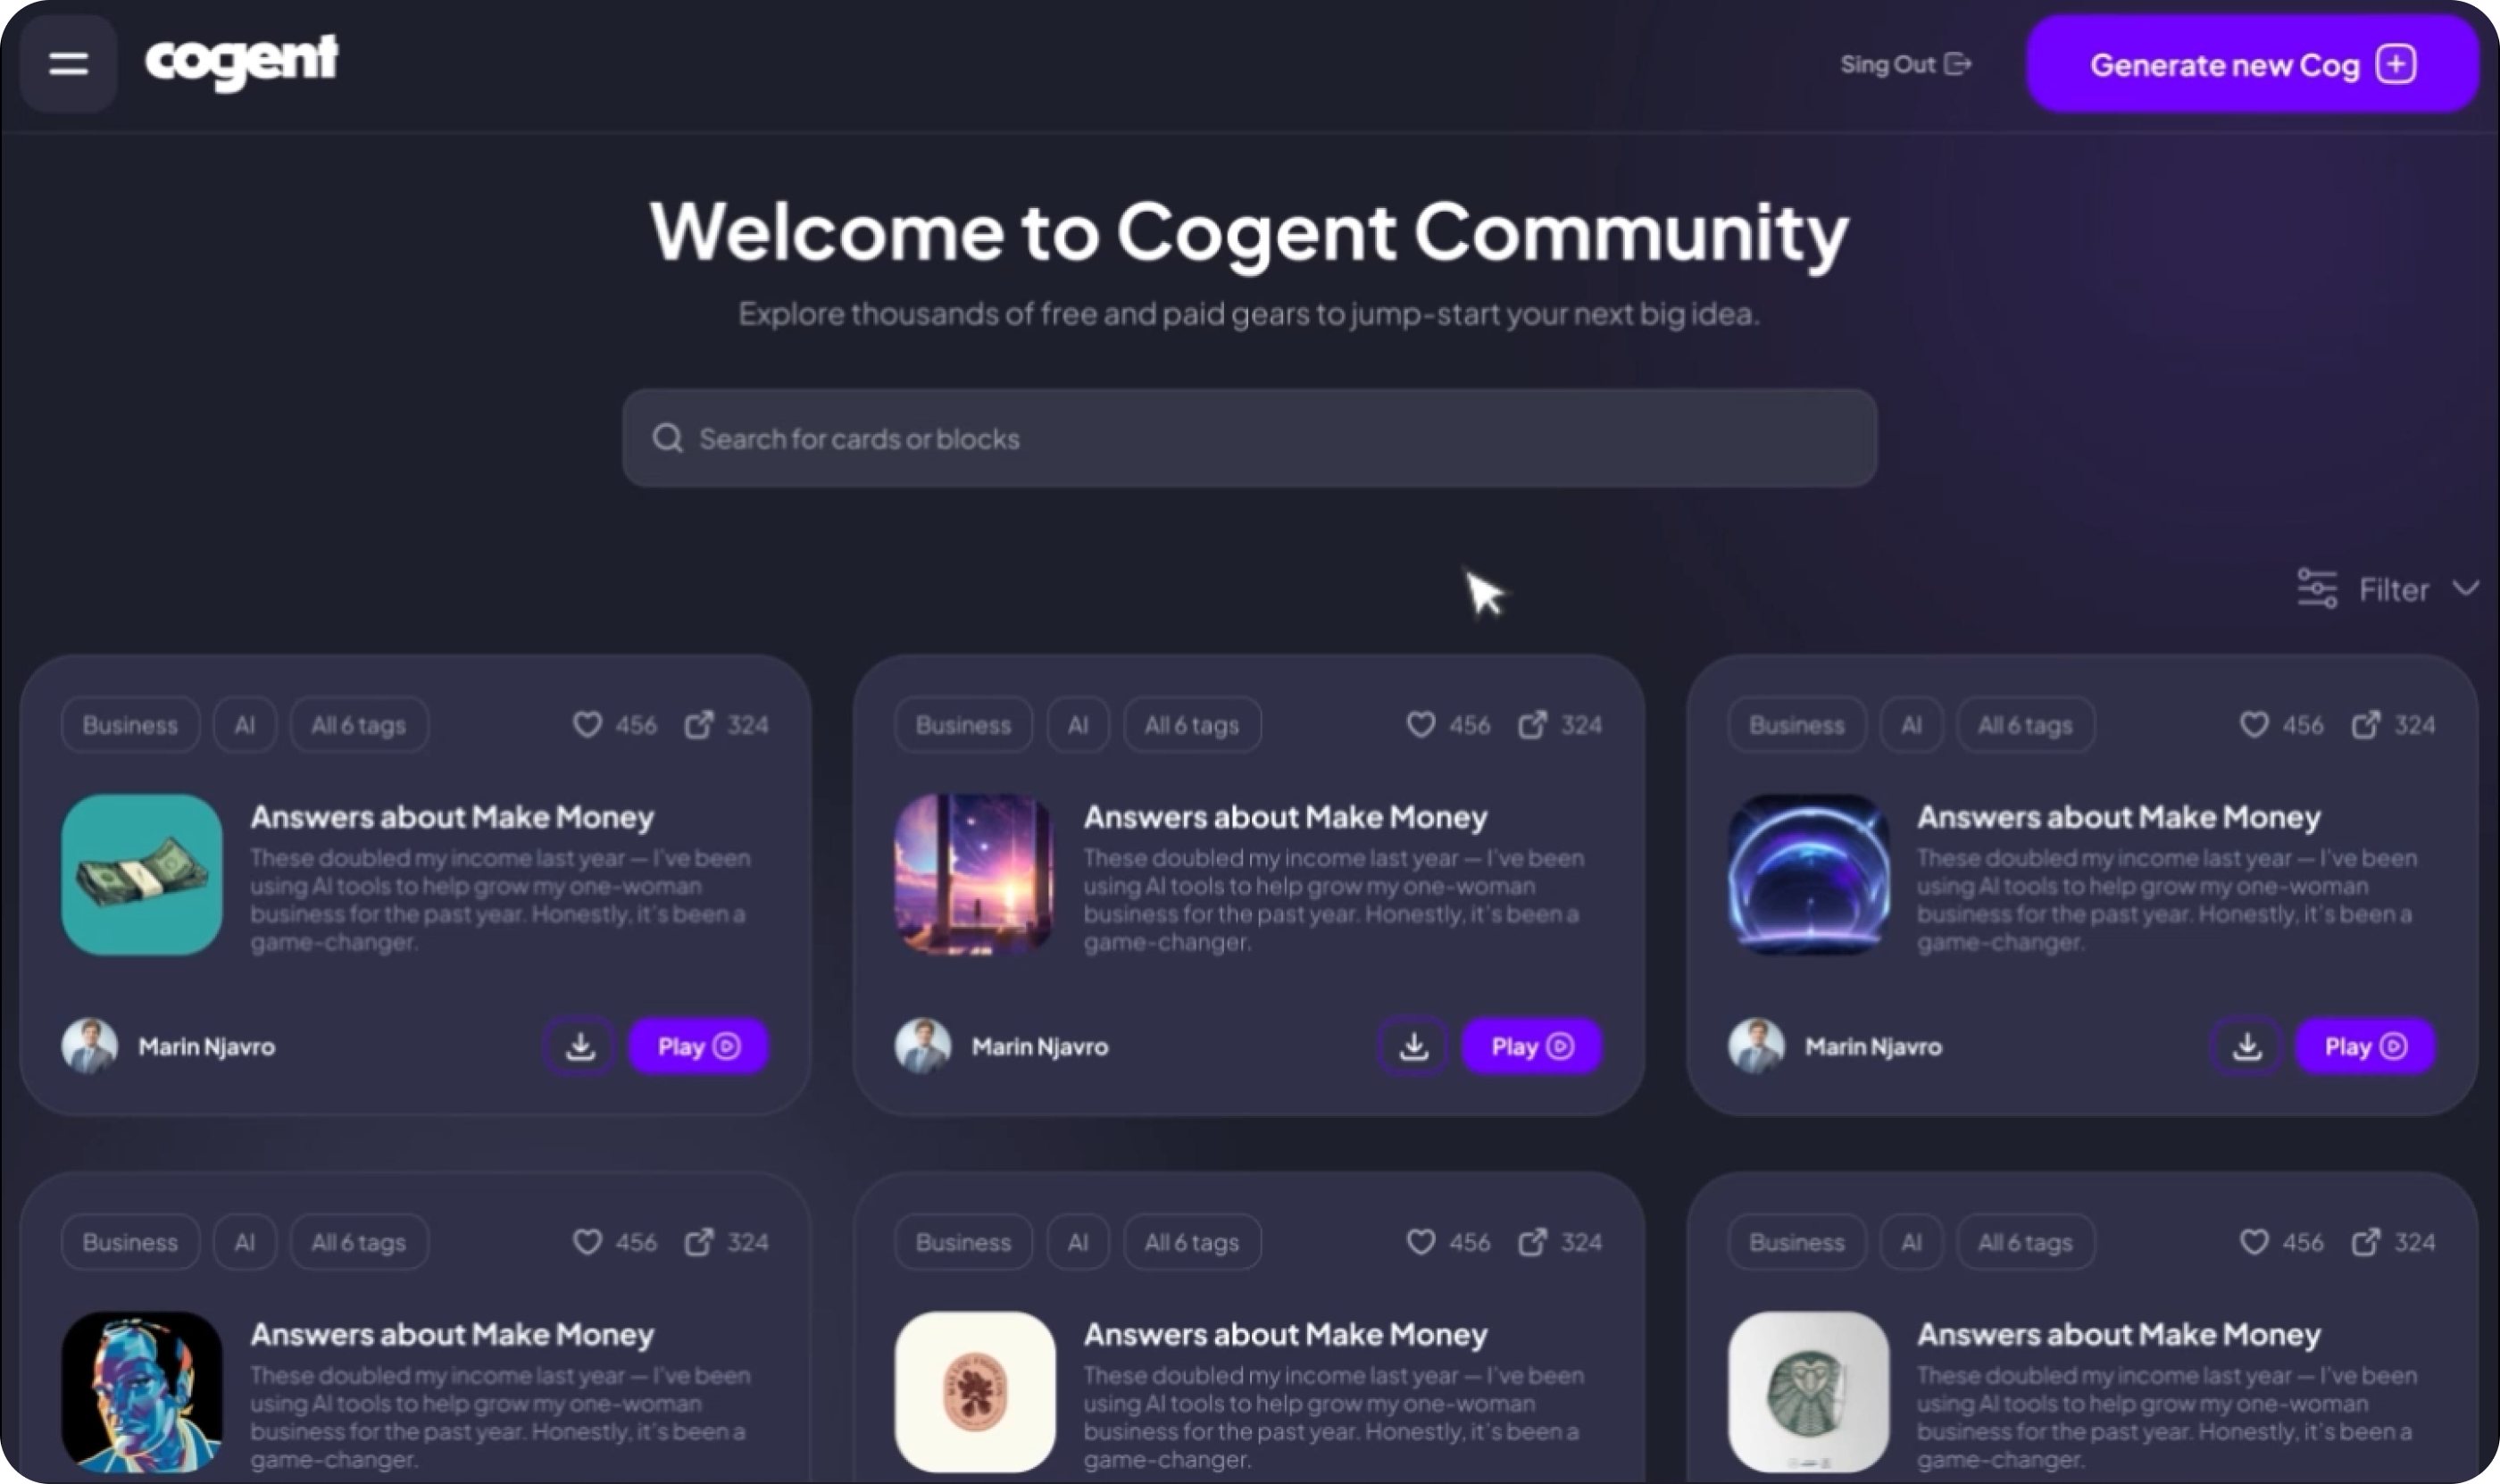 cogent
Sing Out
Generate new Cog
Welcome to Cogent Community
Explore thousands of free and paid gears to jump-start your next big idea.
Search for cards or blocks
Filter
Business AI All 6 tags 456 324
Answers about Make Money
These doubled my income last year — I've been
using AI tools to help grow my one-woman
business for the past year. Honestly, it's been a
game-changer.
Marin Njavro
Play
Business AI All 6 tags 456 324
Answers about Make Money
These doubled my income last year — I've been
using AI tools to help grow my one-woman
business for the past year. Honestly, it's been a
game-changer.
Marin Njavro
Play
Business AI All 6 tags 456 324
Answers about Make Money
These doubled my income last year — I've been
using AI tools to help grow my one-woman
business for the past year. Honestly, it's been a
game-changer.
Marin Njavro
Play
Business AI All 6 tags 456 324
Answers about Make Money
These doubled my income last year — I've been
using AI tools to help grow my one-woman
business for the past year. Honestly, it's been a
game-changer.
Business AI All 6 tags 456 324
Answers about Make Money
These doubled my income last year — I've been
using AI tools to help grow my one-woman
business for the past year. Honestly, it's been a
game-changer.
Business AI All 6 tags 456 324
Answers about Make Money
These doubled my income last year — I've been
using AI tools to help grow my one-woman
business for the past year. Honestly, it's been a
game-changer.